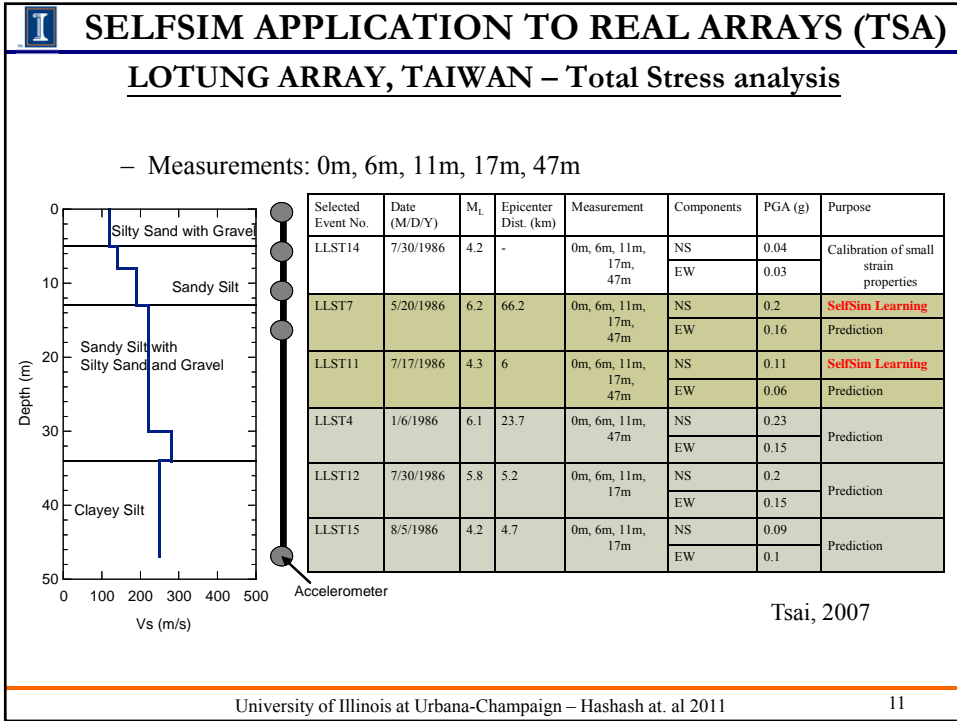 SELFSIM APPLICATION TO REAL ARRAYS (TSA)
LOTUNG ARRAY, TAIWAN – Total Stress analysis
– Measurements: 0m, 6m, 11m, 17m, 47m
0
10
20
30
40
50
Depth (m)
Silty Sand with Gravel
Sandy Silt
Sandy Silt with
Silty Sand and Gravel
Clayey Silt
0 100 200 300 400 500
Vs (m/s)
Accelerometer
Selected Event No. Date (M/D/Y) ML Epicenter Dist. (km) Measurement Components PGA (g) Purpose
LLST14 7/30/1986 4.2 - 0m, 6m, 11m, 17m, 47m NS 0.04 Calibration of small strain properties
EW 0.03
LLST7 5/20/1986 6.2 66.2 0m, 6m, 11m, 17m, 47m NS 0.2 SelfSim Learning
EW 0.16 Prediction
LLST11 7/17/1986 4.3 6 0m, 6m, 11m, 17m, 47m NS 0.11 SelfSim Learning
EW 0.06 Prediction
LLST4 1/6/1986 6.1 23.7 0m, 6m, 11m, 47m NS 0.23 Prediction
EW 0.15
LLST12 7/30/1986 5.8 5.2 0m, 6m, 11m, 17m NS 0.2 Prediction
EW 0.15
LLST15 8/5/1986 4.2 4.7 0m, 6m, 11m, 17m NS 0.09 Prediction
EW 0.1
Tsai, 2007
University of Illinois at Urbana-Champaign – Hashash at. al 2011
11